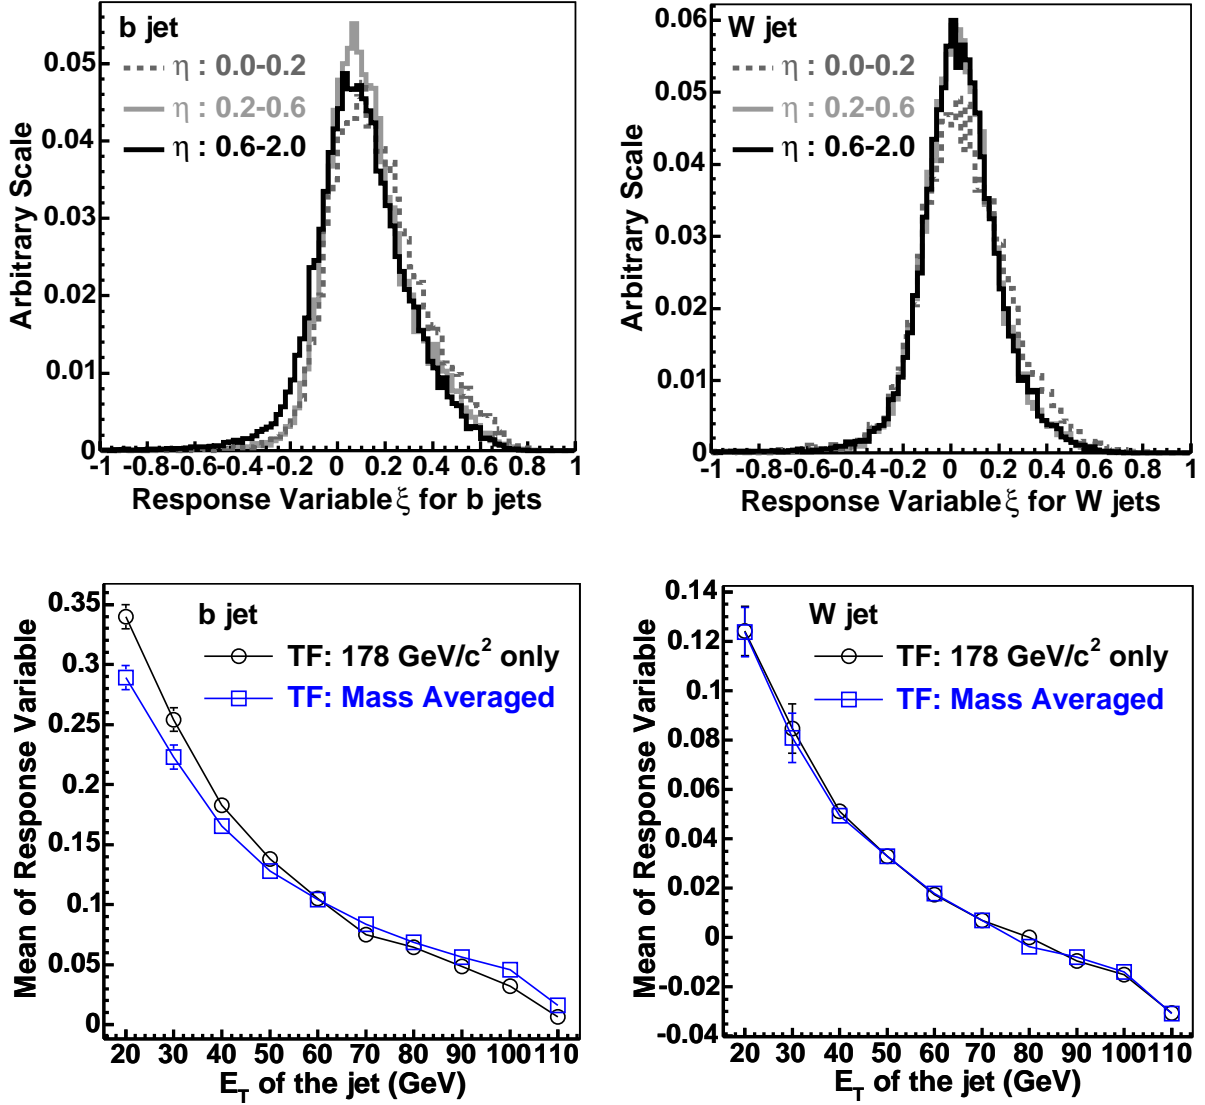 b jet
η : 0.0-0.2
η : 0.2-0.6
η : 0.6-2.0
Arbitrary Scale
0.05
0.04
0.03
0.02
0.01
0
-1 -0.8 -0.6 -0.4 -0.2 0 0.2 0.4 0.6 0.8 1
Response Variable ξ for b jets
W jet
η : 0.0-0.2
η : 0.2-0.6
η : 0.6-2.0
Arbitrary Scale
0.06
0.05
0.04
0.03
0.02
0.01
0
-1 -0.8 -0.6 -0.4 -0.2 0 0.2 0.4 0.6 0.8 1
Response Variable ξ for W jets
b jet
TF: 178 GeV/c² only
TF: Mass Averaged
Mean of Response Variable
0.35
0.3
0.25
0.2
0.15
0.1
0.05
0
20 30 40 50 60 70 80 90 100 110
E_T of the jet (GeV)
W jet
TF: 178 GeV/c² only
TF: Mass Averaged
Mean of Response Variable
0.14
0.12
0.1
0.08
0.06
0.04
0.02
0
-0.02
-0.04
20 30 40 50 60 70 80 90 100 110
E_T of the jet (GeV)